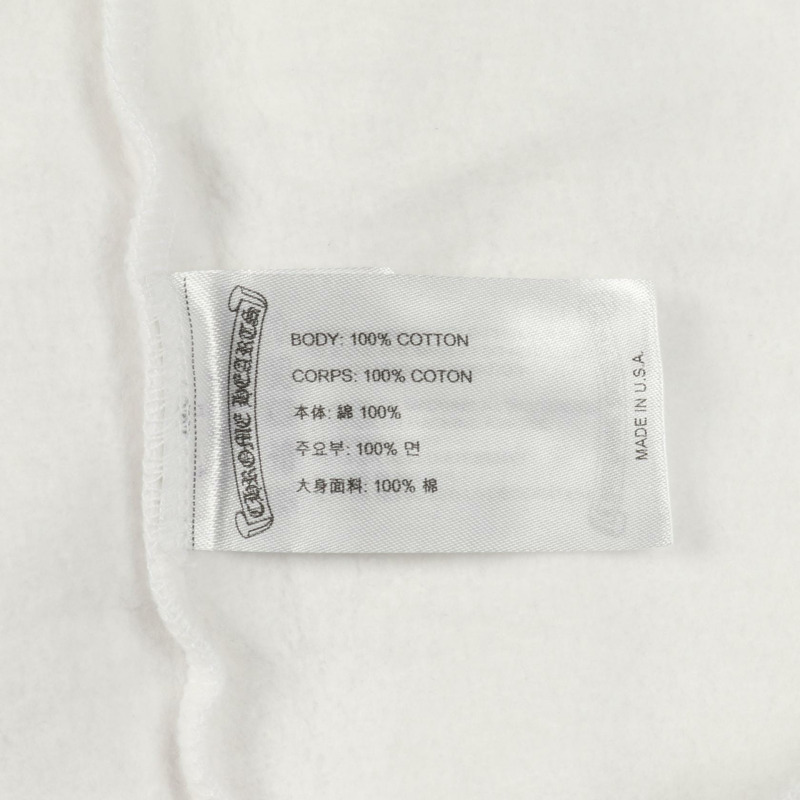 CHROME HEARTS
BODY: 100% COTTON
CORPS: 100% COTON
本体: 綿 100%
주요부: 100% 면
大身面料: 100% 棉
MADE IN U.S.A.